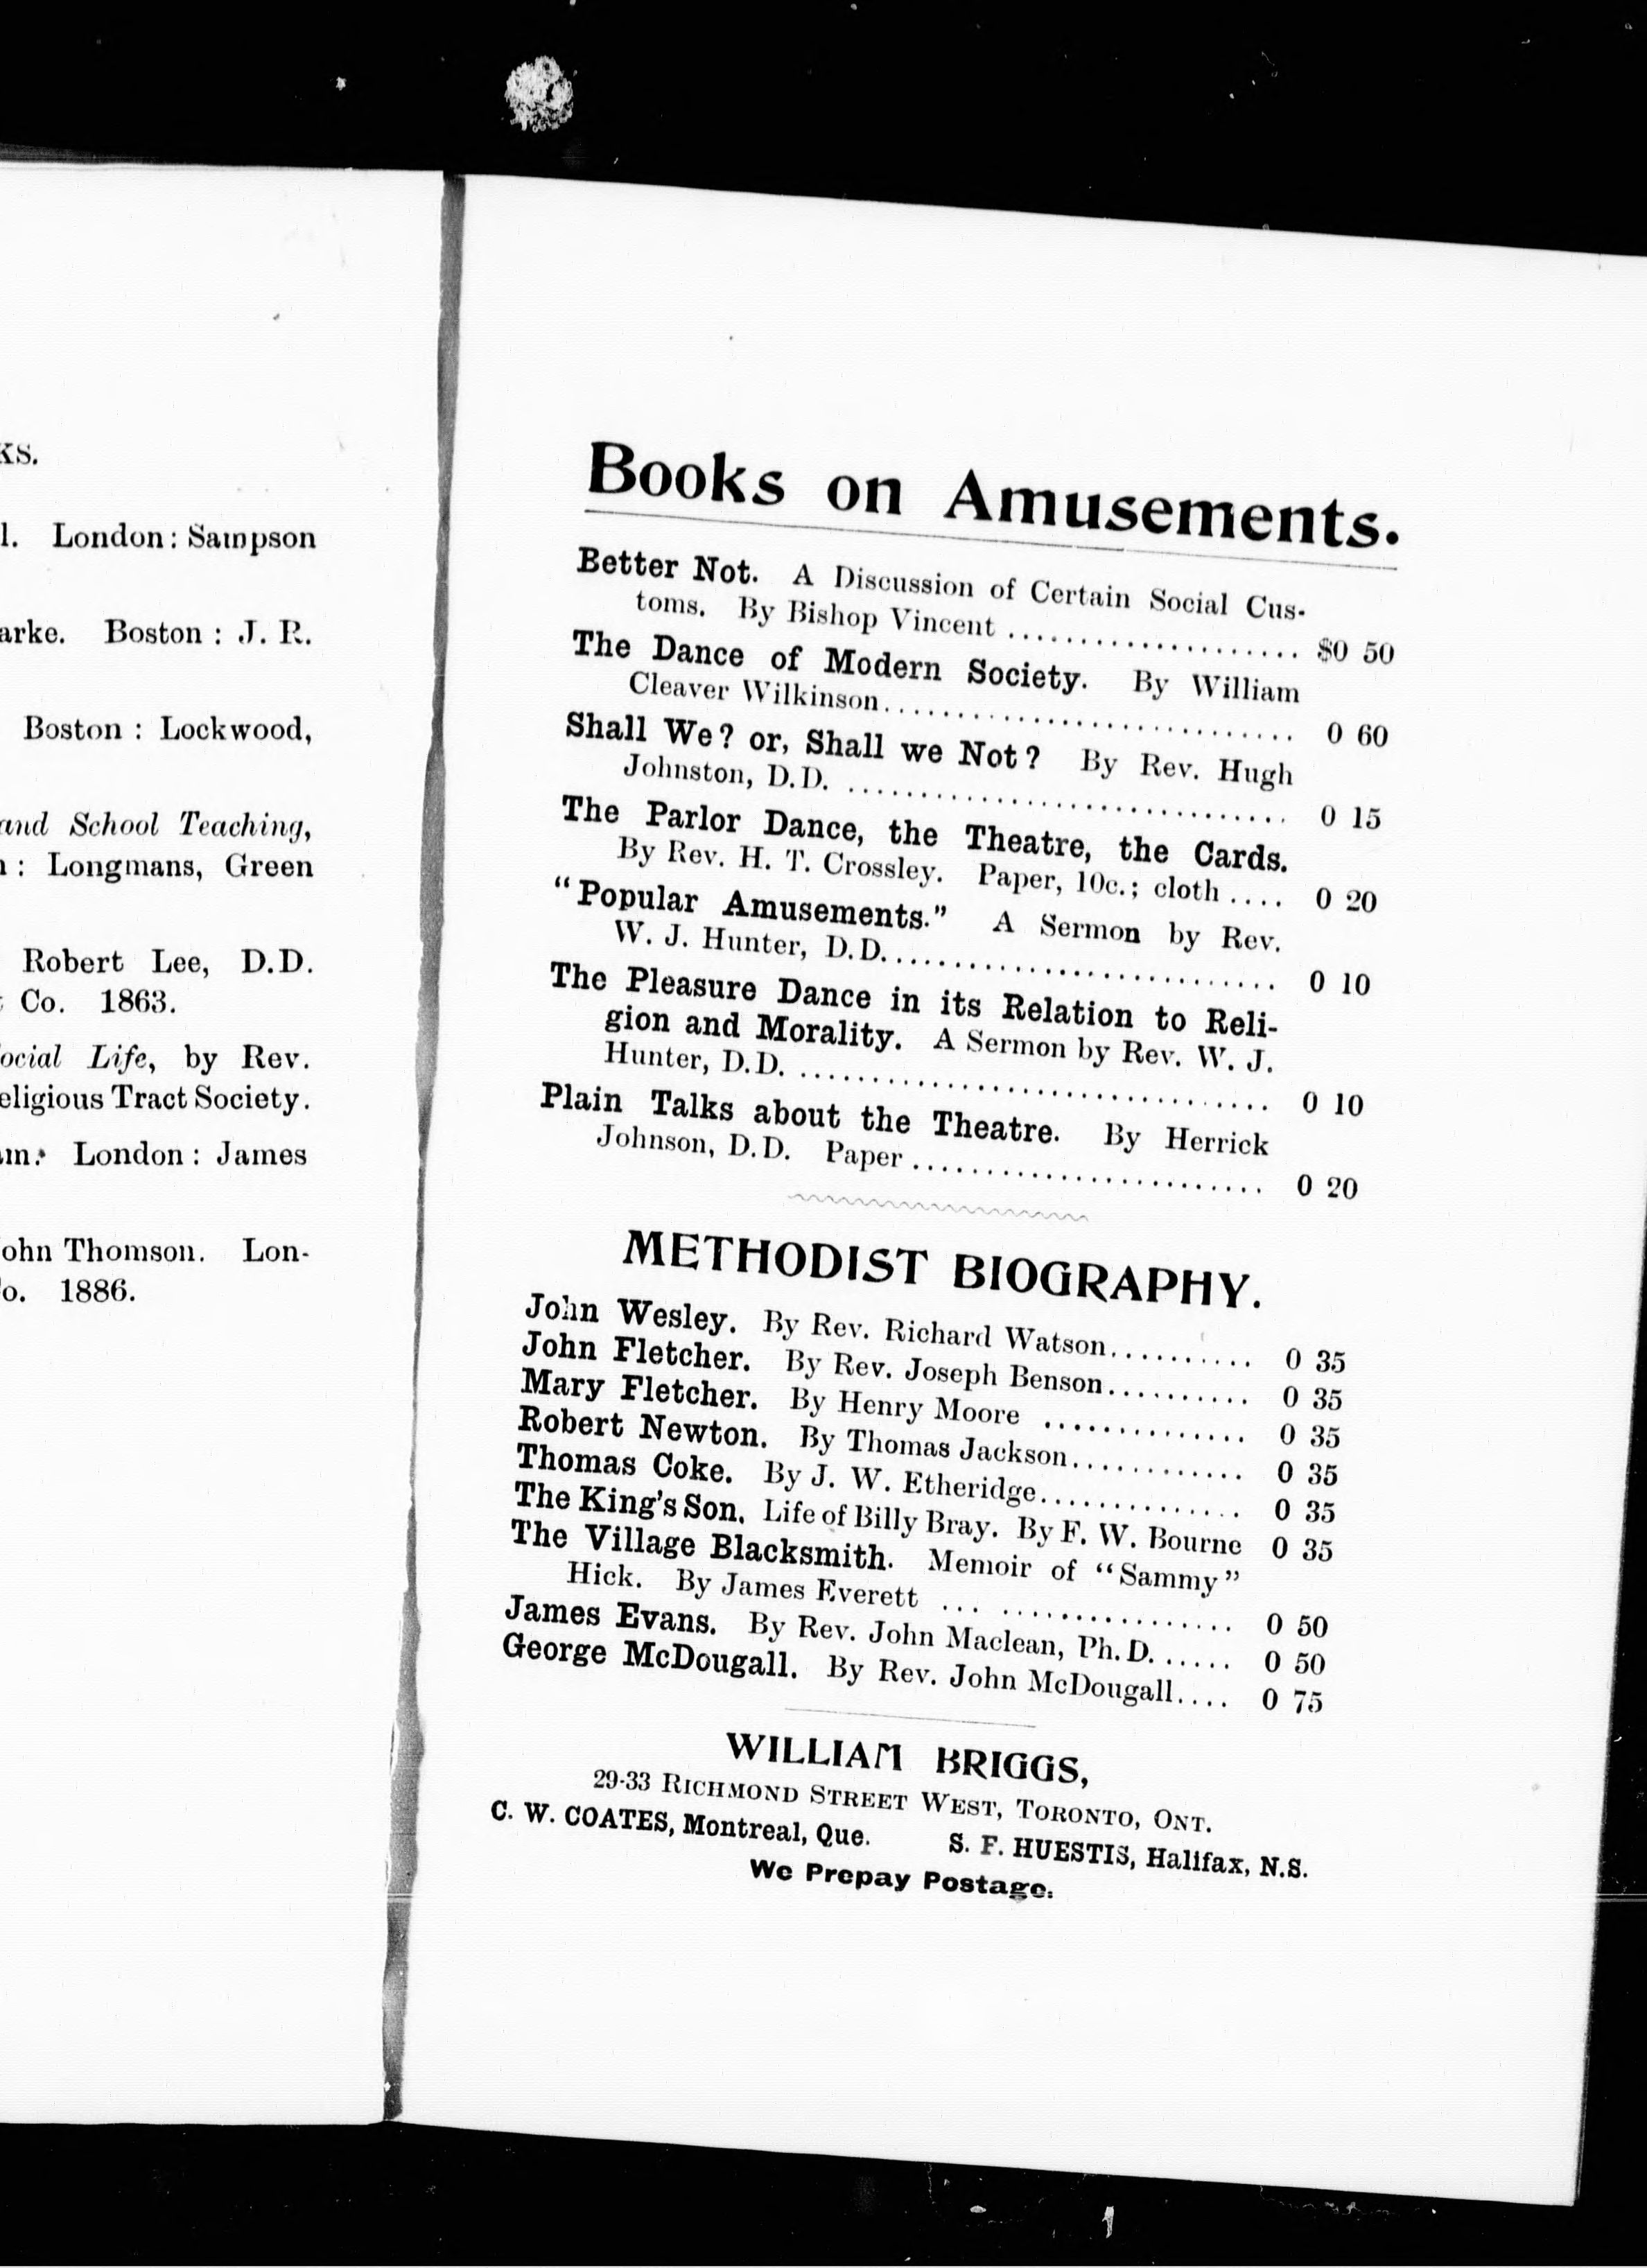 KS.
l. London: Sampson
arke. Boston: J. R.
Boston: Lockwood,
and School Teaching,
: Longmans, Green
Robert Lee, D.D.
Co. 1863.
ocial Life, by Rev.
eligious Tract Society.
London: James
ohn Thomson. Lon-
o. 1886.
Books on Amusements.
Better Not. A Discussion of Certain Social Cus-
toms. By Bishop Vincent .................... $0 50
The Dance of Modern Society. By William
Cleaver Wilkinson............................ 0 60
Shall We? or, Shall we Not? By Rev. Hugh
Johnston, D.D. .............................. 0 15
The Parlor Dance, the Theatre, the Cards.
By Rev. H. T. Crossley. Paper, 10c.; cloth .... 0 20
"Popular Amusements." A Sermon by Rev.
W. J. Hunter, D.D........................... 0 10
The Pleasure Dance in its Relation to Reli-
gion and Morality. A Sermon by Rev. W. J.
Hunter, D.D. ................................ 0 10
Plain Talks about the Theatre. By Herrick
Johnson, D.D. Paper ........................ 0 20
METHODIST BIOGRAPHY.
John Wesley. By Rev. Richard Watson.......... 0 35
John Fletcher. By Rev. Joseph Benson.......... 0 35
Mary Fletcher. By Henry Moore .............. 0 35
Robert Newton. By Thomas Jackson............ 0 35
Thomas Coke. By J. W. Etheridge.............. 0 35
The King's Son. Life of Billy Bray. By F. W. Bourne 0 35
The Village Blacksmith. Memoir of "Sammy"
Hick. By James Everett ... ................ 0 50
James Evans. By Rev. John Maclean, Ph.D. ..... 0 50
George McDougall. By Rev. John McDougall.... 0 75
WILLIAM BRIGGS,
29-33 RICHMOND STREET WEST, TORONTO, ONT.
C. W. COATES, Montreal, Que. S. F. HUESTIS, Halifax, N.S.
We Prepay Postage.